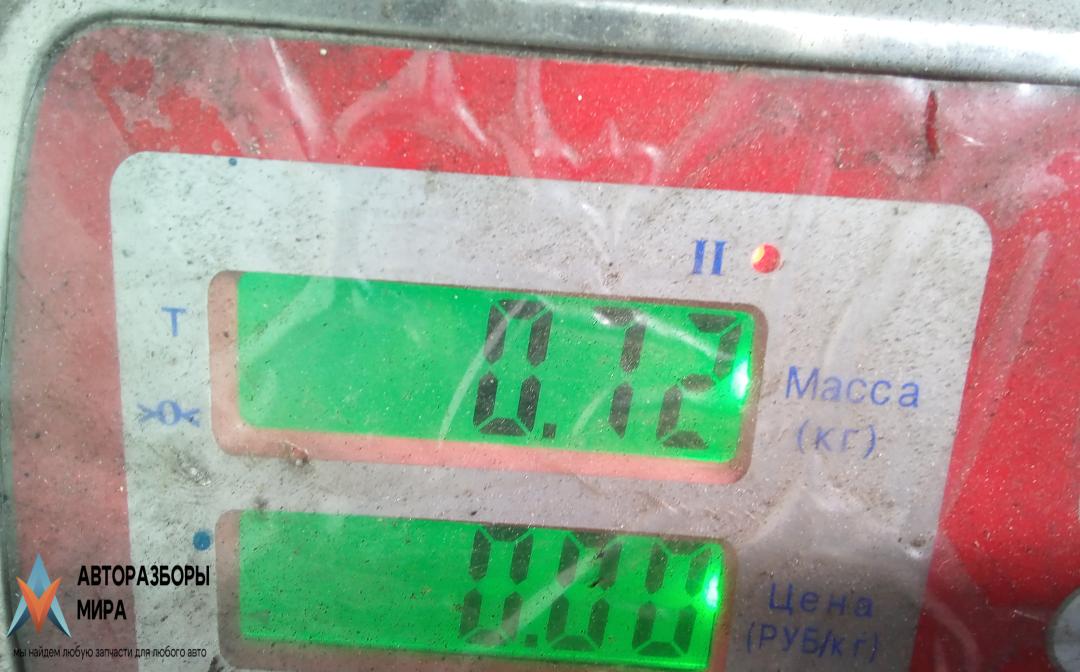 II
T
0.72
Масса
(кг)
>0<
0.00
Цена
(РУБ/кг)
АВТОРАЗБОРЫ
МИРА
мы найдем любую запчасти для любого авто